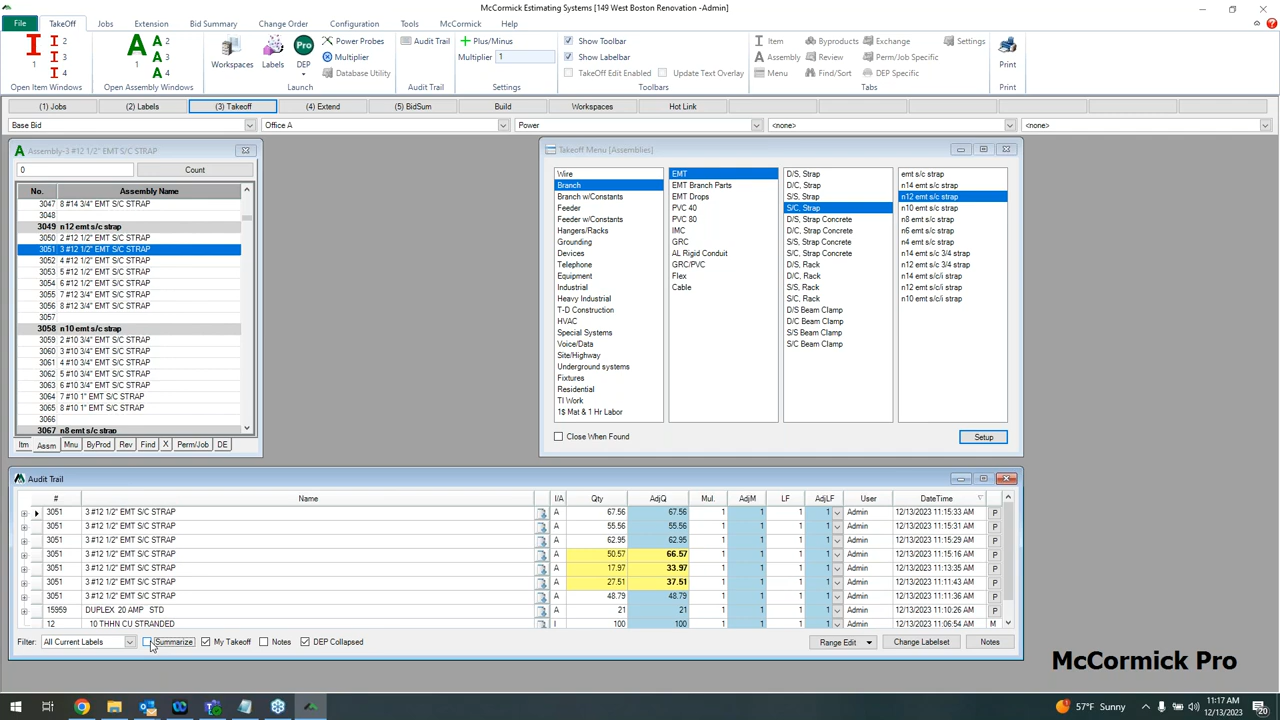 McCormick Estimating Systems [149 West Boston Renovation -Admin]
File TakeOff Jobs Extension Bid Summary Change Order Configuration Tools McCormick Help
I 1 I 2 I 3 I 4
Open Item Windows
A 1 A 2 A 3 A 4
Open Assembly Windows
Workspaces Labels DEP Power Probes Multiplier Database Utility
Launch
Audit Trail
Audit Trail
Plus/Minus
Multiplier 1
Settings
Show Toolbar
Show Labelbar
TakeOff Edit Enabled Update Text Overlay
Toolbars
Item Byproducts Exchange Settings
Assembly Review Perm/Job Specific
Menu Find/Sort DEP Specific
Tabs
Print
Print
(1) Jobs (2) Labels (3) Takeoff (4) Extend (5) BidSum Build Workspaces Hot Link
Base Bid Office A Power <none> <none>
Assembly-3 #12 1/2" EMT S/C STRAP
0 Count
No. Assembly Name
3047 8 #14 3/4" EMT S/C STRAP
3048
3049 n12 emt s/c strap
3050 2 #12 1/2" EMT S/C STRAP
3051 3 #12 1/2" EMT S/C STRAP
3052 4 #12 1/2" EMT S/C STRAP
3053 5 #12 1/2" EMT S/C STRAP
3054 6 #12 1/2" EMT S/C STRAP
3055 7 #12 3/4" EMT S/C STRAP
3056 8 #12 3/4" EMT S/C STRAP
3057
3058 n10 emt s/c strap
3059 2 #10 3/4" EMT S/C STRAP
3060 3 #10 3/4" EMT S/C STRAP
3061 4 #10 3/4" EMT S/C STRAP
3062 5 #10 3/4" EMT S/C STRAP
3063 6 #10 3/4" EMT S/C STRAP
3064 7 #10 1" EMT S/C STRAP
3065 8 #10 1" EMT S/C STRAP
3066
3067 n8 emt s/c strap
Itm Assm Mnu ByProd Rev Find X Perm/Job DE
Takeoff Menu [Assemblies]
Wire
Branch
Branch w/Constants
Feeder
Feeder w/Constants
Hangers/Racks
Grounding
Devices
Telephone
Equipment
Industrial
Heavy Industrial
T-D Construction
HVAC
Special Systems
Voice/Data
Site/Highway
Underground systems
Fixtures
Residential
TI Work
1$ Mat & 1 Hr Labor
EMT
EMT Branch Parts
EMT Drops
PVC 40
PVC 80
IMC
GRC
AL Rigid Conduit
GRC/PVC
Flex
Cable
D/S, Strap
D/C, Strap
S/S, Strap
S/C, Strap
D/S, Strap Concrete
D/C, Strap Concrete
S/S, Strap Concrete
S/C, Strap Concrete
D/S, Rack
D/C, Rack
S/S, Rack
S/C, Rack
D/S Beam Clamp
D/C Beam Clamp
S/S Beam Clamp
S/C Beam Clamp
emt s/c strap
n14 emt s/c strap
n12 emt s/c strap
n10 emt s/c strap
n8 emt s/c strap
n6 emt s/c strap
n4 emt s/c strap
n14 emt s/c 3/4 strap
n12 emt s/c 3/4 strap
n14 emt s/c/i strap
n12 emt s/c/i strap
n10 emt s/c/i strap
Close When Found Setup
Audit Trail
# Name I/A Qty AdjQ Mul. AdjM LF AdjLF User DateTime
3051 3 #12 1/2" EMT S/C STRAP A 67.56 67.56 1 1 1 1 Admin 12/13/2023 11:15:33 AM P
3051 3 #12 1/2" EMT S/C STRAP A 55.56 55.56 1 1 1 1 Admin 12/13/2023 11:15:31 AM P
3051 3 #12 1/2" EMT S/C STRAP A 62.95 62.95 1 1 1 1 Admin 12/13/2023 11:15:29 AM P
3051 3 #12 1/2" EMT S/C STRAP A 50.57 66.57 1 1 1 1 Admin 12/13/2023 11:15:16 AM P
3051 3 #12 1/2" EMT S/C STRAP A 17.97 33.97 1 1 1 1 Admin 12/13/2023 11:13:35 AM P
3051 3 #12 1/2" EMT S/C STRAP A 27.51 37.51 1 1 1 1 Admin 12/13/2023 11:11:43 AM P
3051 3 #12 1/2" EMT S/C STRAP A 48.79 48.79 1 1 1 1 Admin 12/13/2023 11:11:36 AM P
15959 DUPLEX 20 AMP STD A 21 21 1 1 1 1 Admin 12/13/2023 11:10:26 AM P
12 10 THHN CU STRANDED I 100 100 1 1 1 1 Admin 12/13/2023 11:06:54 AM M
Filter: All Current Labels Summarize My Takeoff Notes DEP Collapsed Range Edit Change Labelset Notes
McCormick Pro
57°F Sunny 11:17 AM
12/13/2023 20